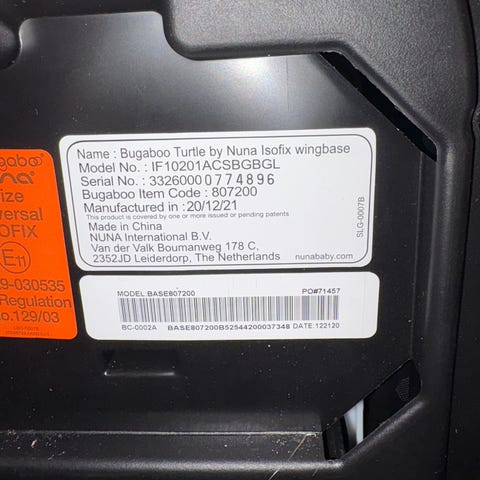 Name : Bugaboo Turtle by Nuna Isofix wingbase
Model No. : IF10201ACSBGBGL
Serial No. : 3326000774896
Bugaboo Item Code : 807200
Manufactured in : 20/12/21
This product is covered by one or more issued or pending patents
Made in China
NUNA International B.V.
Van der Valk Boumanweg 178 C,
2352JD Leiderdorp, The Netherlands
nunababy.com
SLG-0007B
MODEL:BASE807200 PO#71457
BC-0002A BASE807200B52544200037348 DATE:122120
gaboo
una
ize
versal
OFIX
E11
9-030535
Regulation
o.129/03